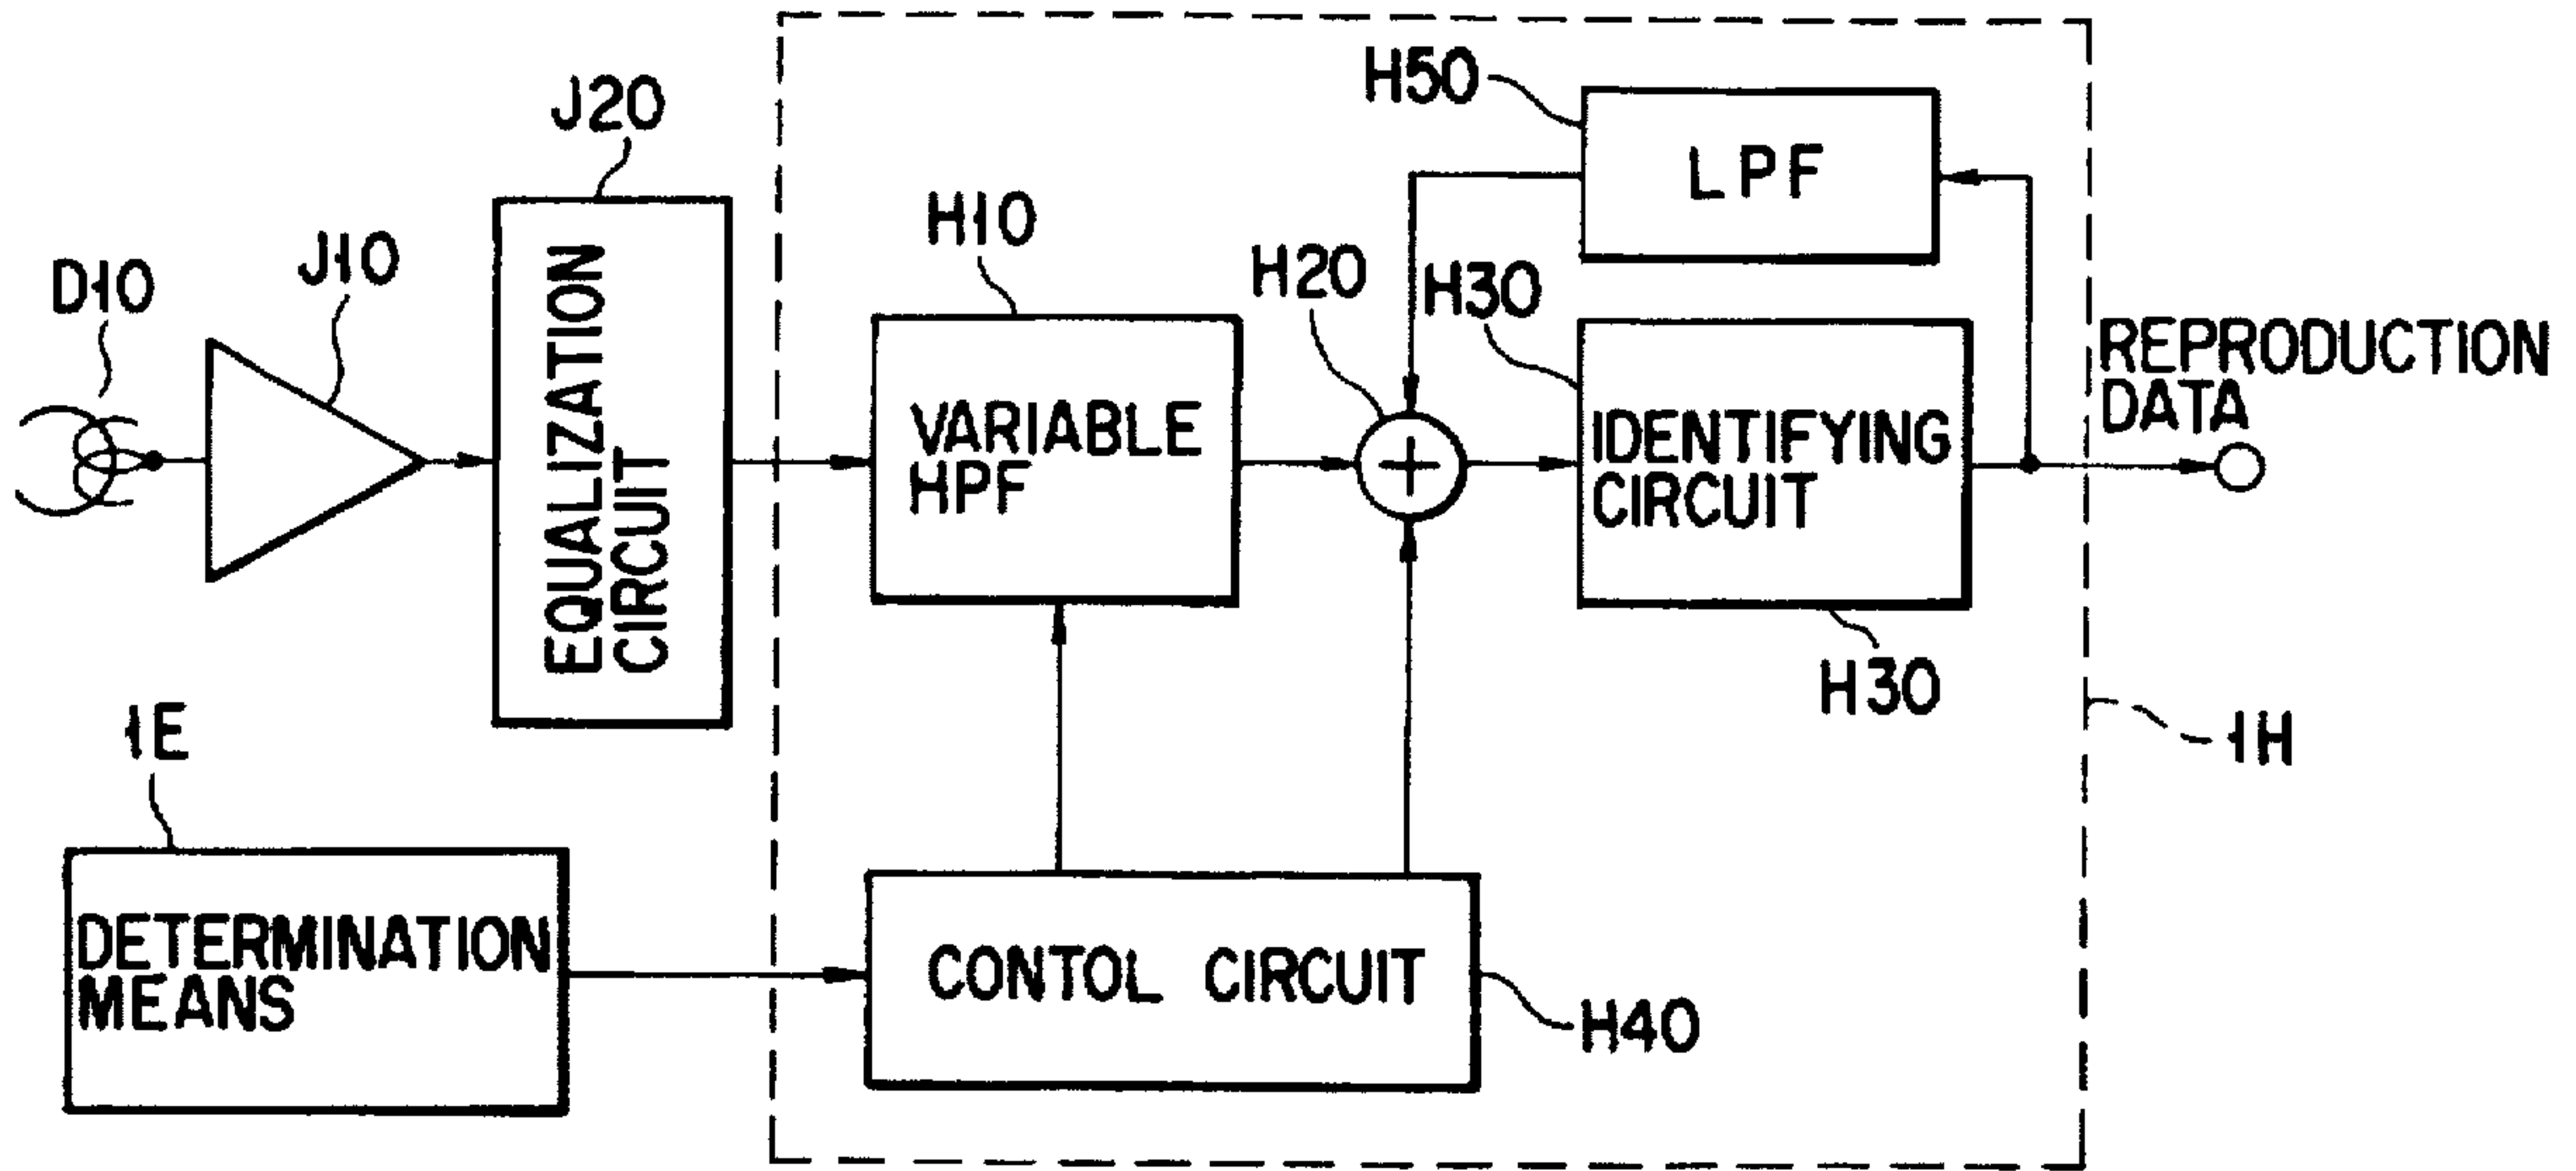 H50
J20
LPF
H10
J10
H20
H30
D10
REPRODUCTION
DATA
EQUALIZATION
CIRCUIT
VARIABLE
HPF
IDENTIFYING
CIRCUIT
H30
1E
1H
DETERMINATION
MEANS
CONTOL CIRCUIT
H40